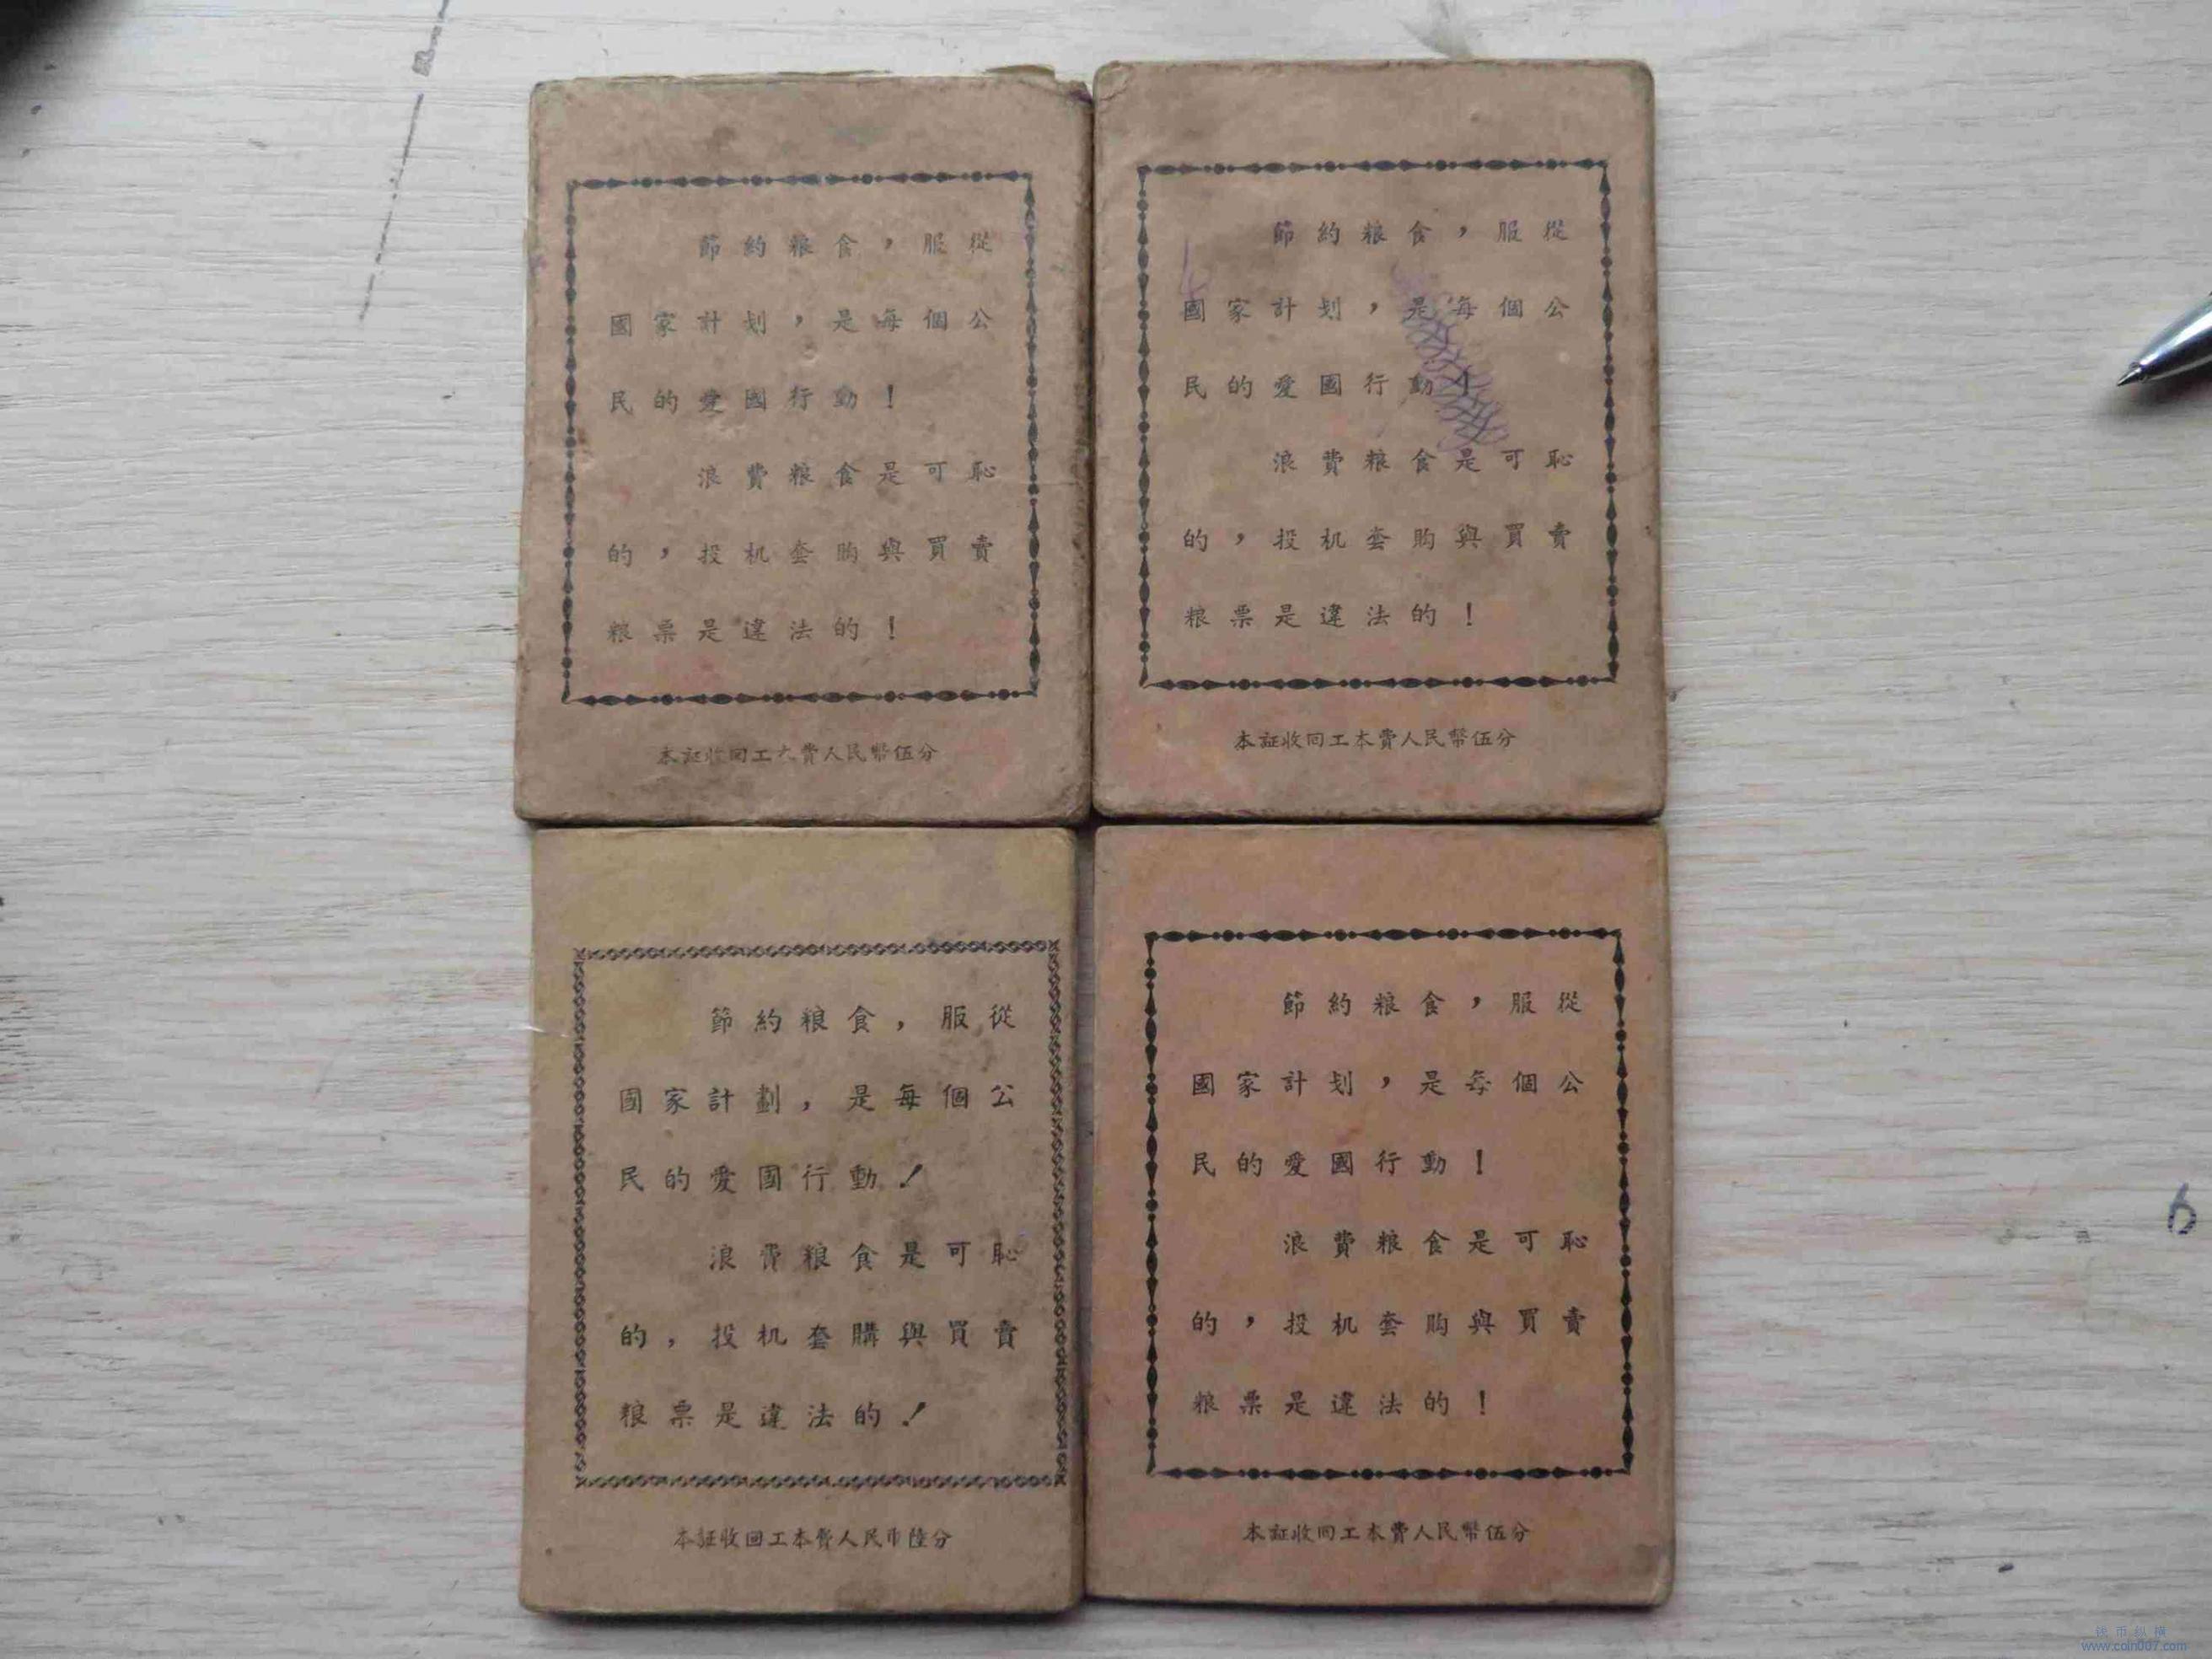 節約粮食，服從
國家計划，是每個公
民的愛國行動！
浪費粮食是可恥
的，投机套购與買賣
粮票是違法的！
本証收回工本費人民幣伍分
節約粮食，服從
國家計划，是每個公
民的愛國行動！
浪費粮食是可恥
的，投机套购與買賣
粮票是違法的！
本証收回工本費人民幣伍分
節約粮食，服從
國家計劃，是每個公
民的愛國行動！
浪費粮食是可恥
的，投机套購與買賣
粮票是違法的！
本証收回工本費人民币陸分
節約粮食，服從
國家計划，是每個公
民的愛國行動！
浪費粮食是可恥
的，投机套购與買賣
粮票是違法的！
本証收回工本費人民幣伍分
6
www.coin007.com